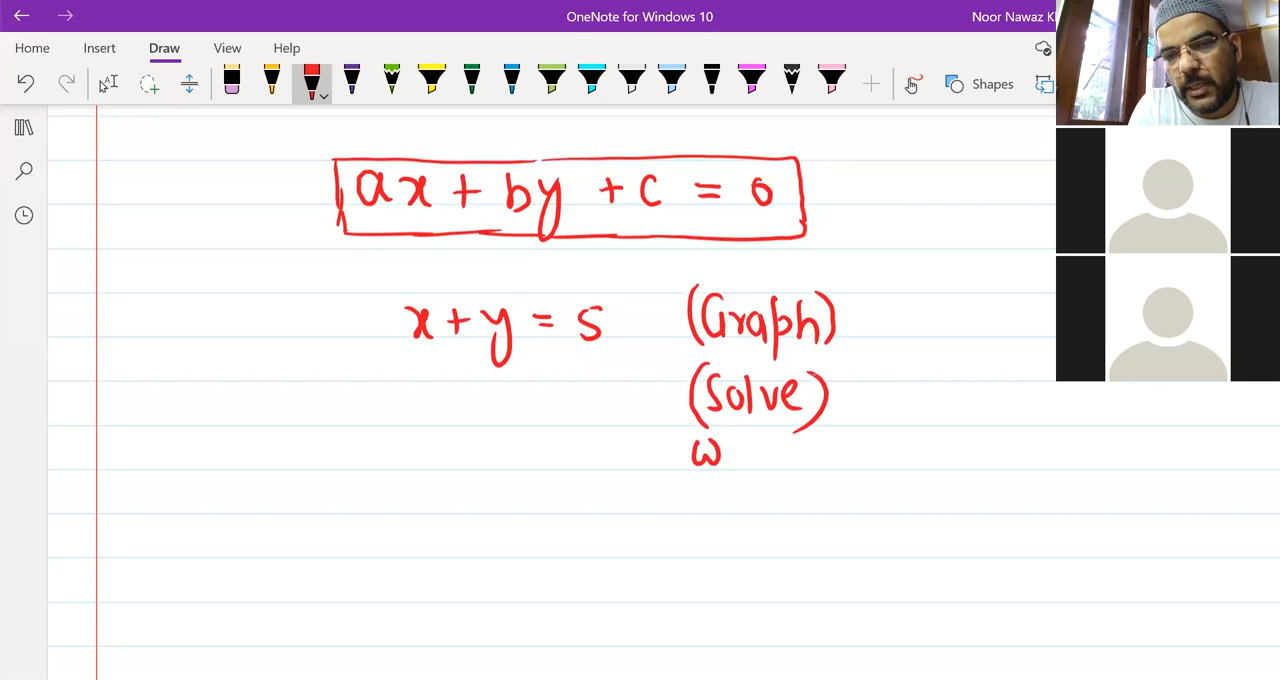 OneNote for Windows 10
Noor Nawaz K
Home Insert Draw View Help
Shapes
ax + by + c = 0
x + y = 5 (Graph)
(Solve)
W